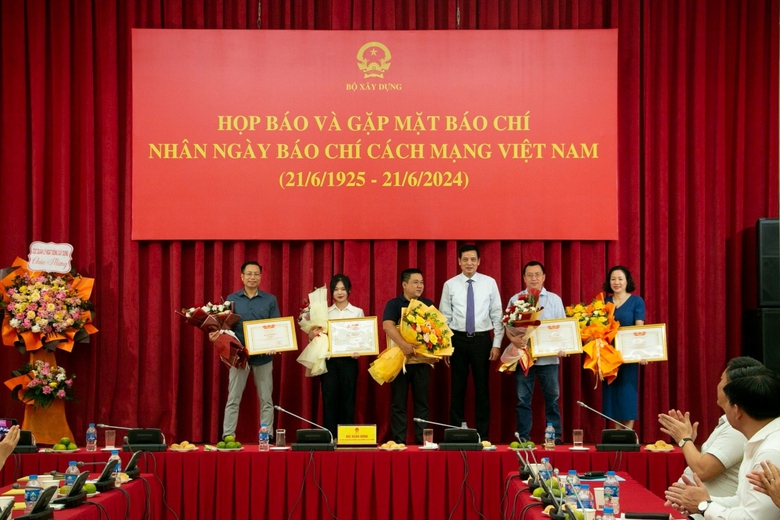 BỘ XÂY DỰNG
HỌP BÁO VÀ GẶP MẶT BÁO CHÍ
NHÂN NGÀY BÁO CHÍ CÁCH MẠNG VIỆT NAM
(21/6/1925 - 21/6/2024)